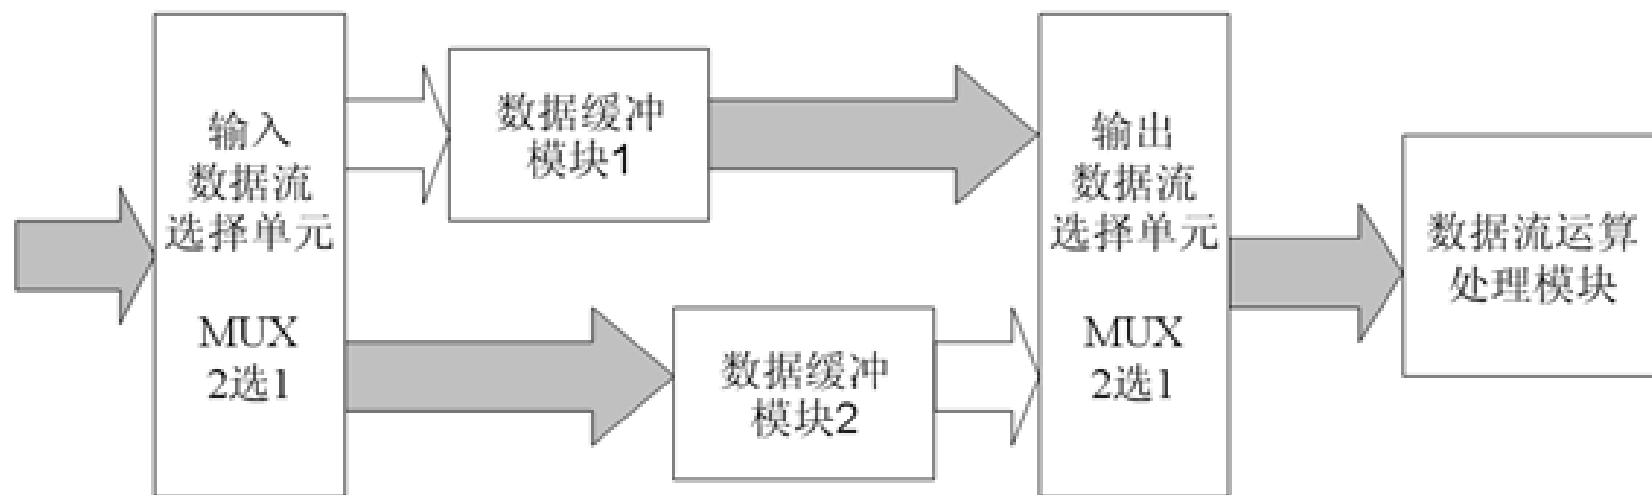 输入
数据流
选择单元
MUX
2选1
数据缓冲
模块1
数据缓冲
模块2
输出
数据流
选择单元
MUX
2选1
数据流运算
处理模块